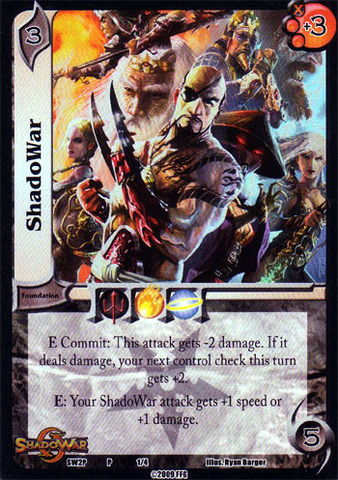 3
+3
ShadoWar
Foundation
E Commit: This attack gets -2 damage. If it
deals damage, your next control check this turn
gets +2.
E: Your ShadoWar attack gets +1 speed or
+1 damage.
5
SHADOWAR
SW2P P 1/4 Illus. Ryan Barger
©2009 FFG